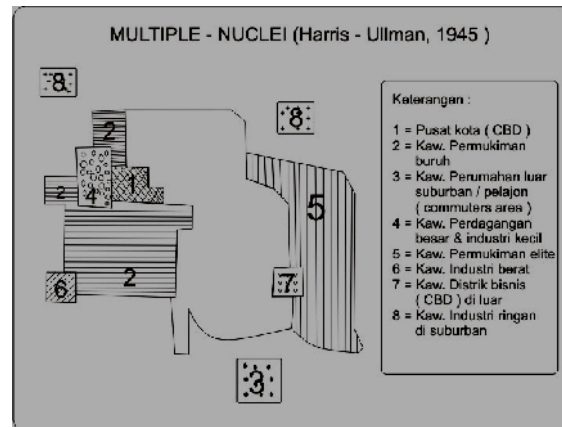 MULTIPLE - NUCLEI (Harris - Ullman, 1945 )
8
8
2
1
2
4
5
2
6
7
3
Keterangan :
1 = Pusat kota ( CBD )
2 = Kaw. Permukiman
buruh
3 = Kaw. Perumahan luar
suburban / pelajon
( commuters area )
4 = Kaw. Perdagangan
besar & industri kecil
5 = Kaw. Permukiman elite
6 = Kaw. Industri berat
7 = Kaw. Distrik bisnis
( CBD ) di luar
8 = Kaw. Industri ringan
di suburban